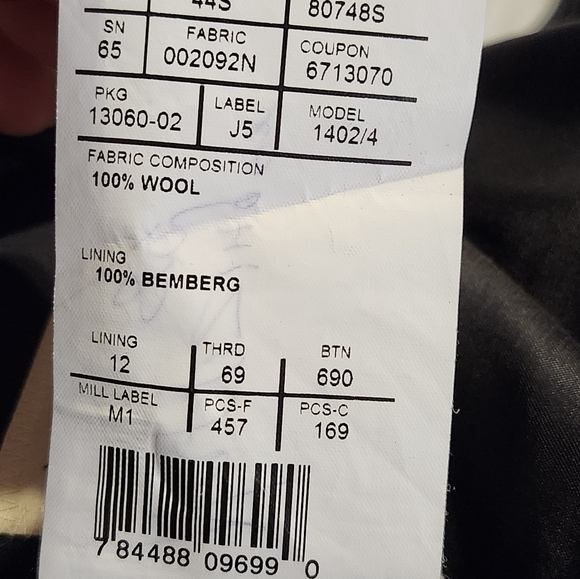 44S 80748S
SN FABRIC COUPON
65 002092N 6713070
PKG LABEL MODEL
13060-02 J5 1402/4
FABRIC COMPOSITION
100% WOOL
LINING
100% BEMBERG
LINING THRD BTN
12 69 690
MILL LABEL PCS-F PCS-C
M1 457 169
7 84488 09699 0